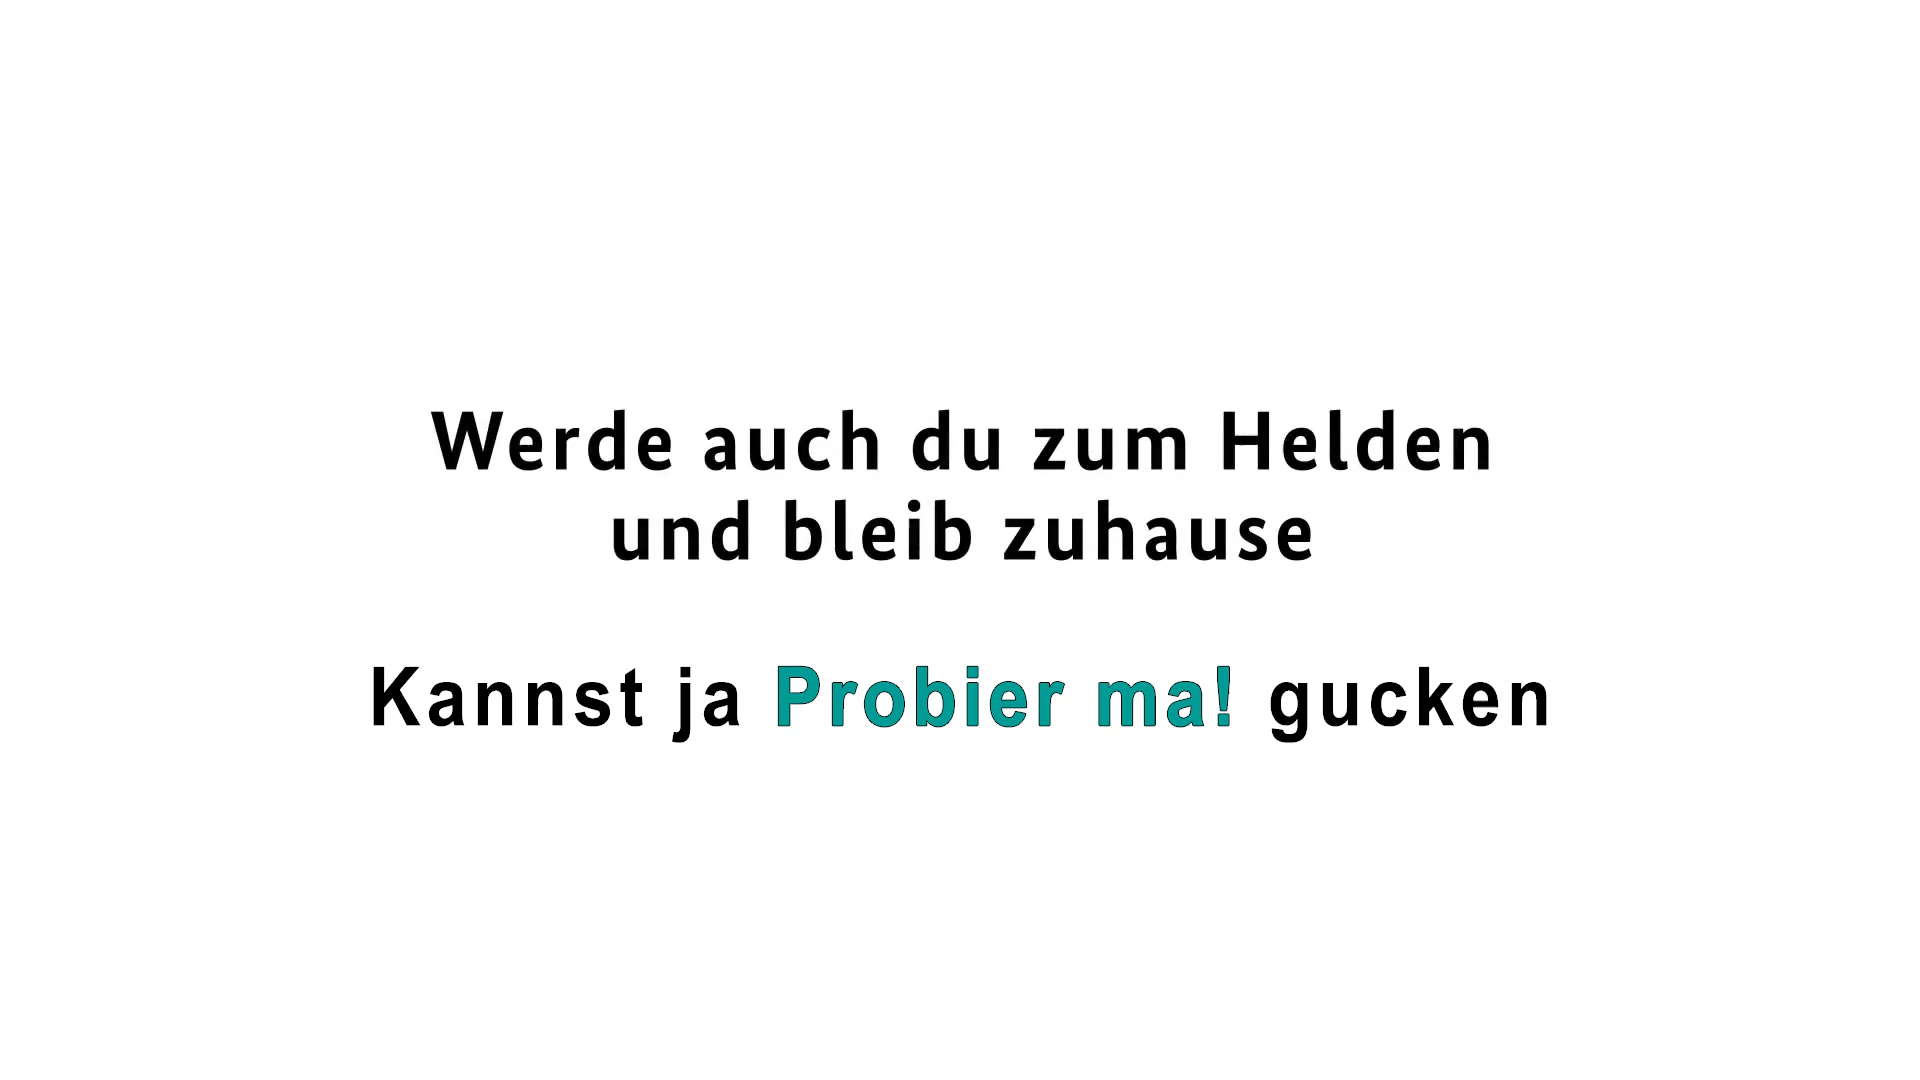 Werde auch du zum Helden
und bleib zuhause
Kannst ja Probier ma! gucken